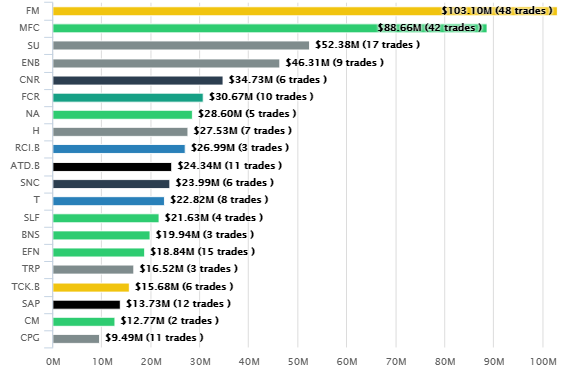 FM $103.10M (48 trades )
MFC $88.66M (42 trades )
SU $52.38M (17 trades )
ENB $46.31M (9 trades )
CNR $34.73M (6 trades )
FCR $30.67M (10 trades )
NA $28.60M (5 trades )
H $27.53M (7 trades )
RCI.B $26.99M (3 trades )
ATD.B $24.34M (11 trades )
SNC $23.99M (6 trades )
T $22.82M (8 trades )
SLF $21.63M (4 trades )
BNS $19.94M (3 trades )
EFN $18.84M (15 trades )
TRP $16.52M (3 trades )
TCK.B $15.68M (6 trades )
SAP $13.73M (12 trades )
CM $12.77M (2 trades )
CPG $9.49M (11 trades )
0M 10M 20M 30M 40M 50M 60M 70M 80M 90M 100M